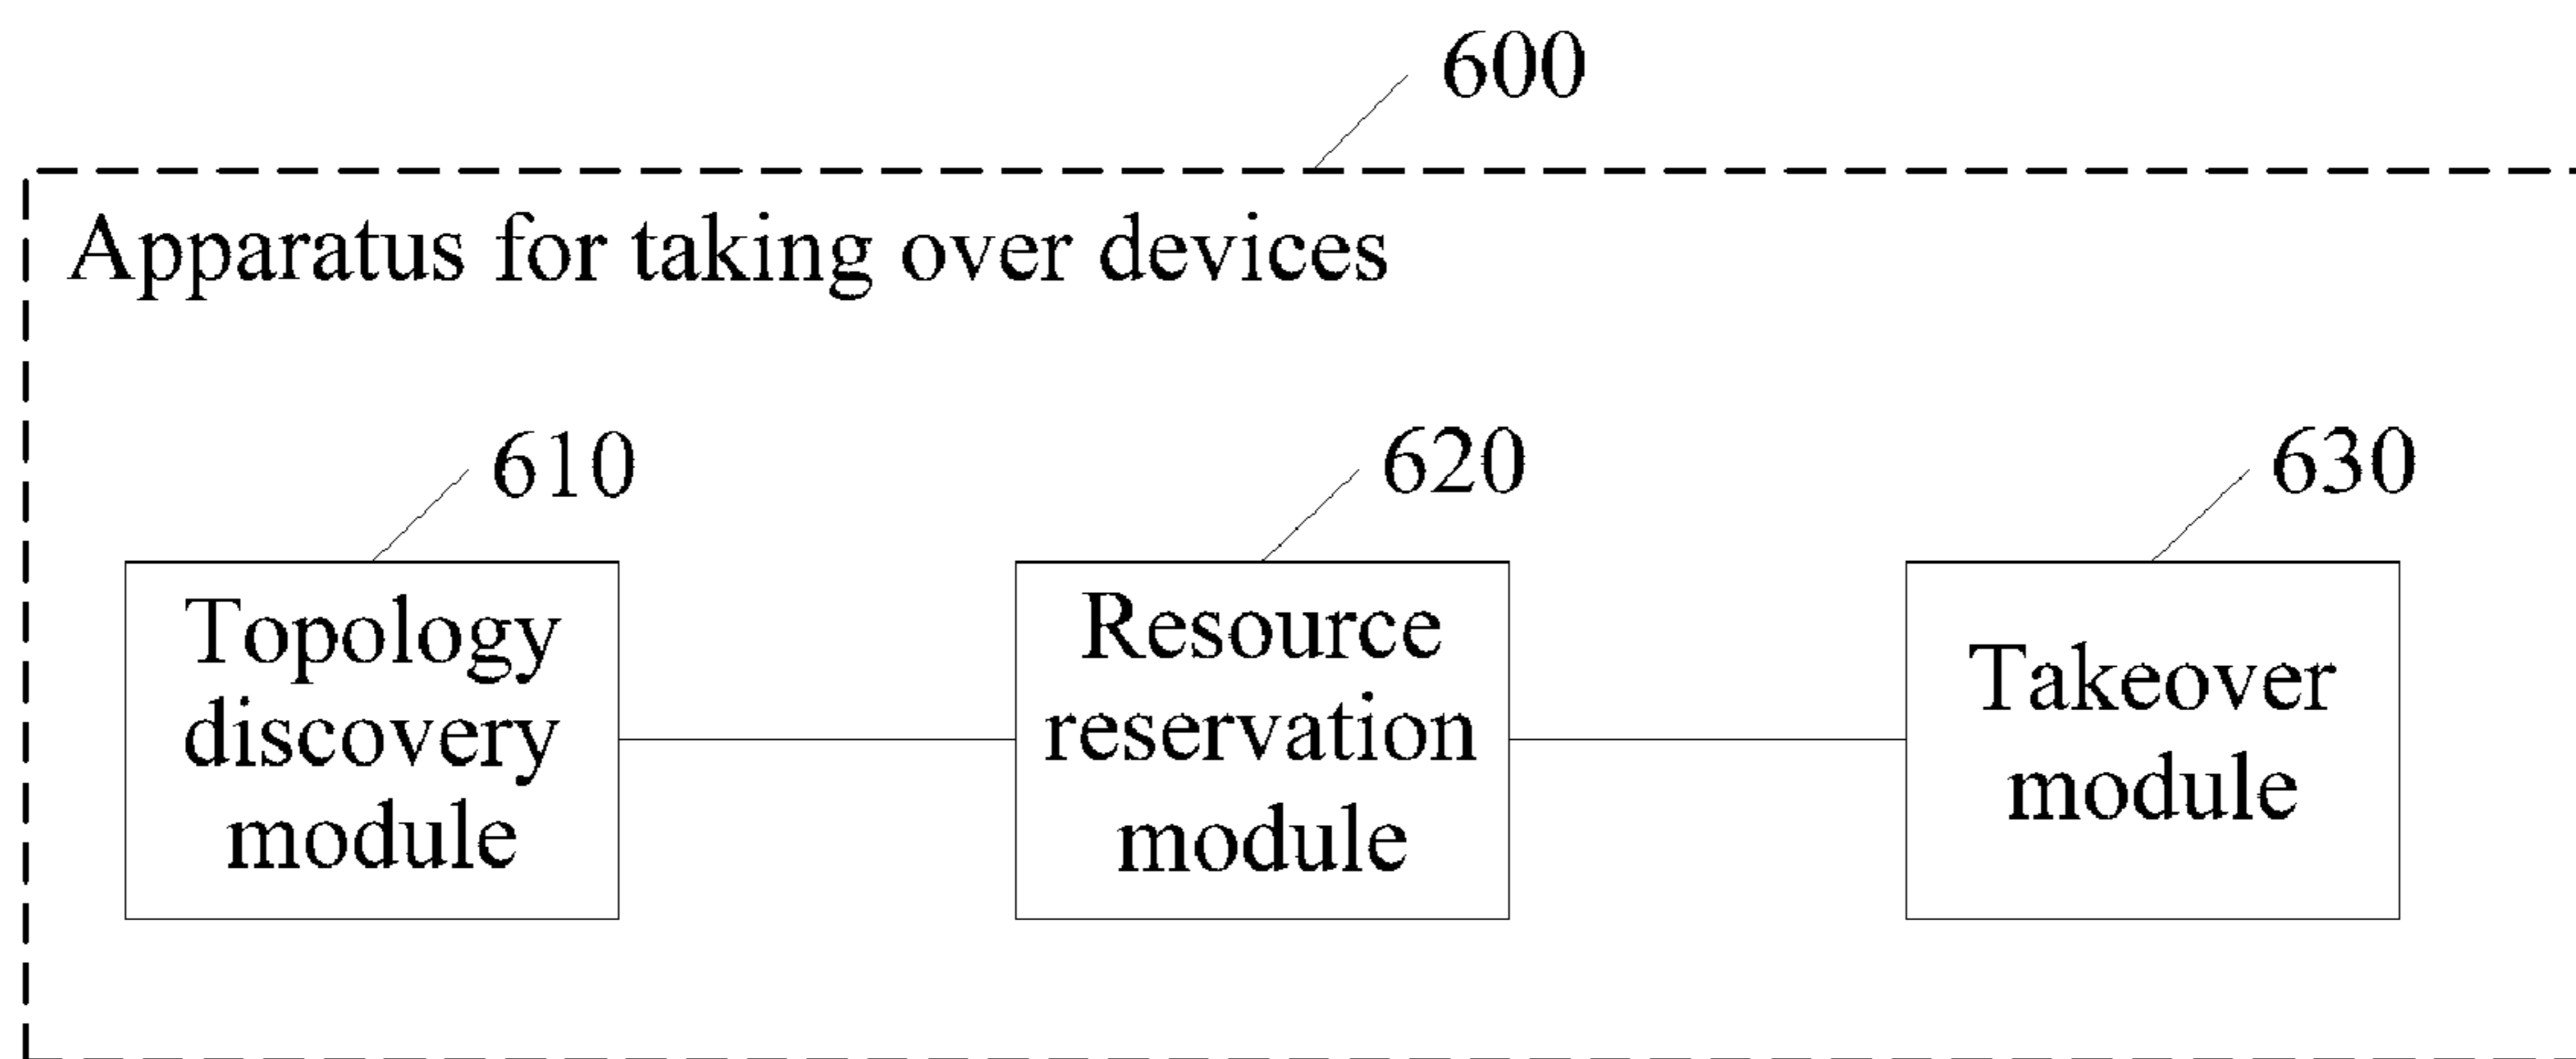 600
Apparatus for taking over devices
610
620
630
Topology
discovery
module
Resource
reservation
module
Takeover
module